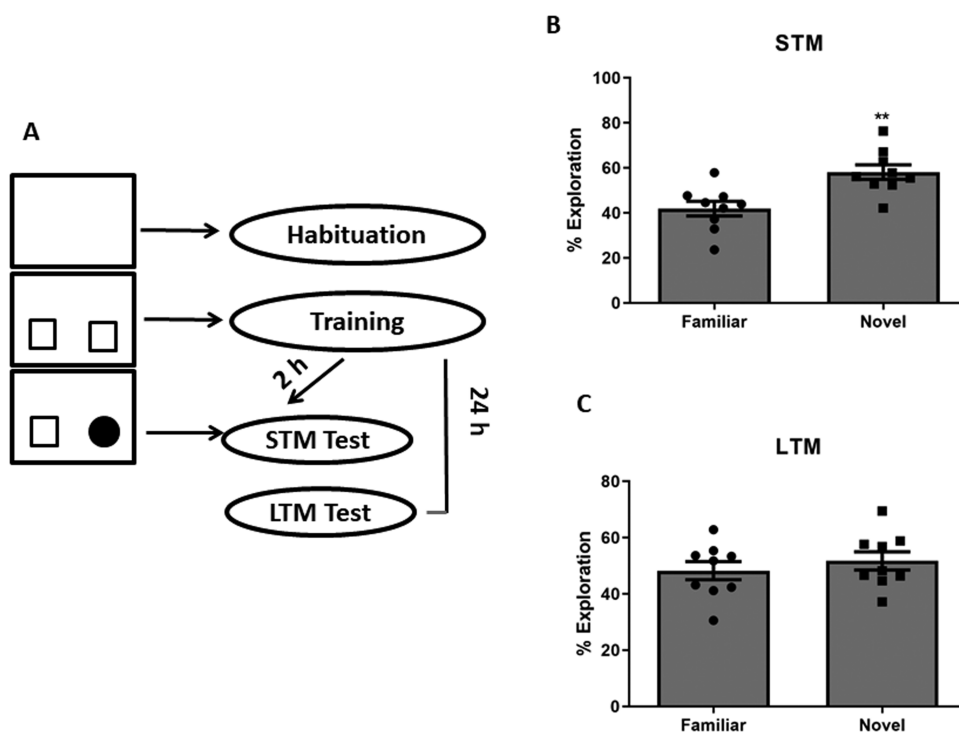 A
Habituation
Training
2 h
24 h
STM Test
LTM Test
B
STM
**
% Exploration
100
80
60
40
20
0
Familiar Novel
C
LTM
% Exploration
80
60
40
20
0
Familiar Novel